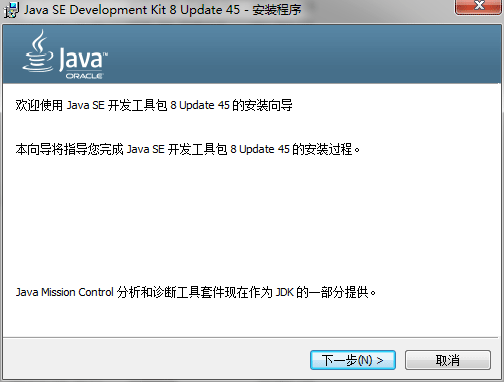 Java SE Development Kit 8 Update 45 - 安装程序
Java
ORACLE
欢迎使用 Java SE 开发工具包 8 Update 45 的安装向导
本向导将指导您完成 Java SE 开发工具包 8 Update 45 的安装过程。
Java Mission Control 分析和诊断工具套件现在作为 JDK 的一部分提供。
下一步(N) >
取消